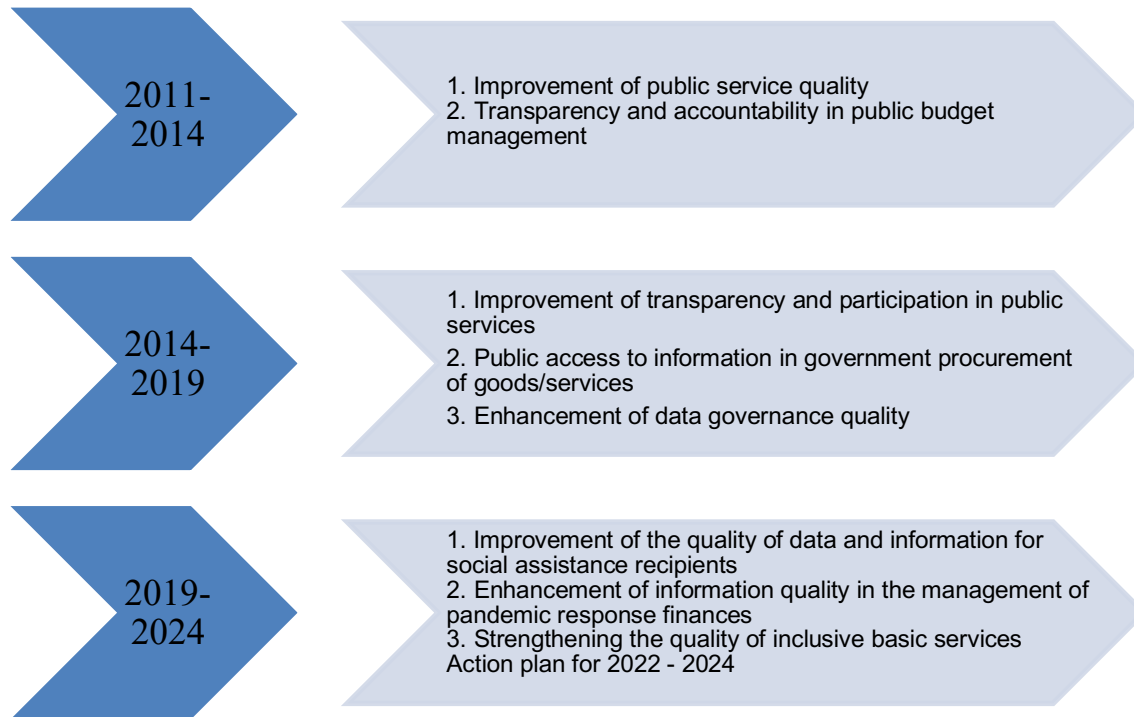 2011-
2014
1. Improvement of public service quality
2. Transparency and accountability in public budget
management
2014-
2019
1. Improvement of transparency and participation in public
services
2. Public access to information in government procurement
of goods/services
3. Enhancement of data governance quality
2019-
2024
1. Improvement of the quality of data and information for
social assistance recipients
2. Enhancement of information quality in the management of
pandemic response finances
3. Strengthening the quality of inclusive basic services
Action plan for 2022 - 2024